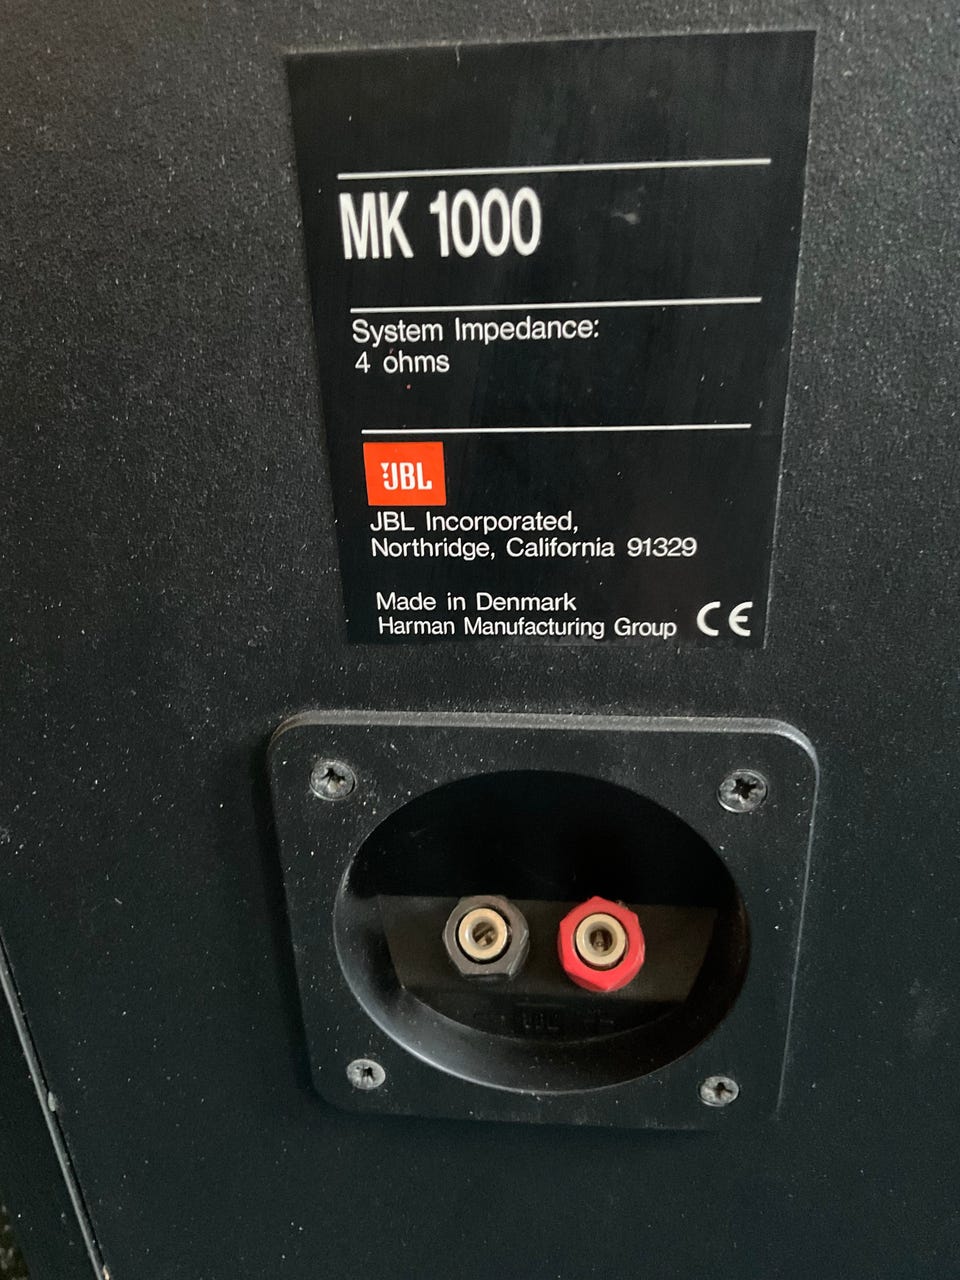 MK 1000
System Impedance:
4 ohms
JBL
JBL Incorporated,
Northridge, California 91329
Made in Denmark
Harman Manufacturing Group CE
- JBL +